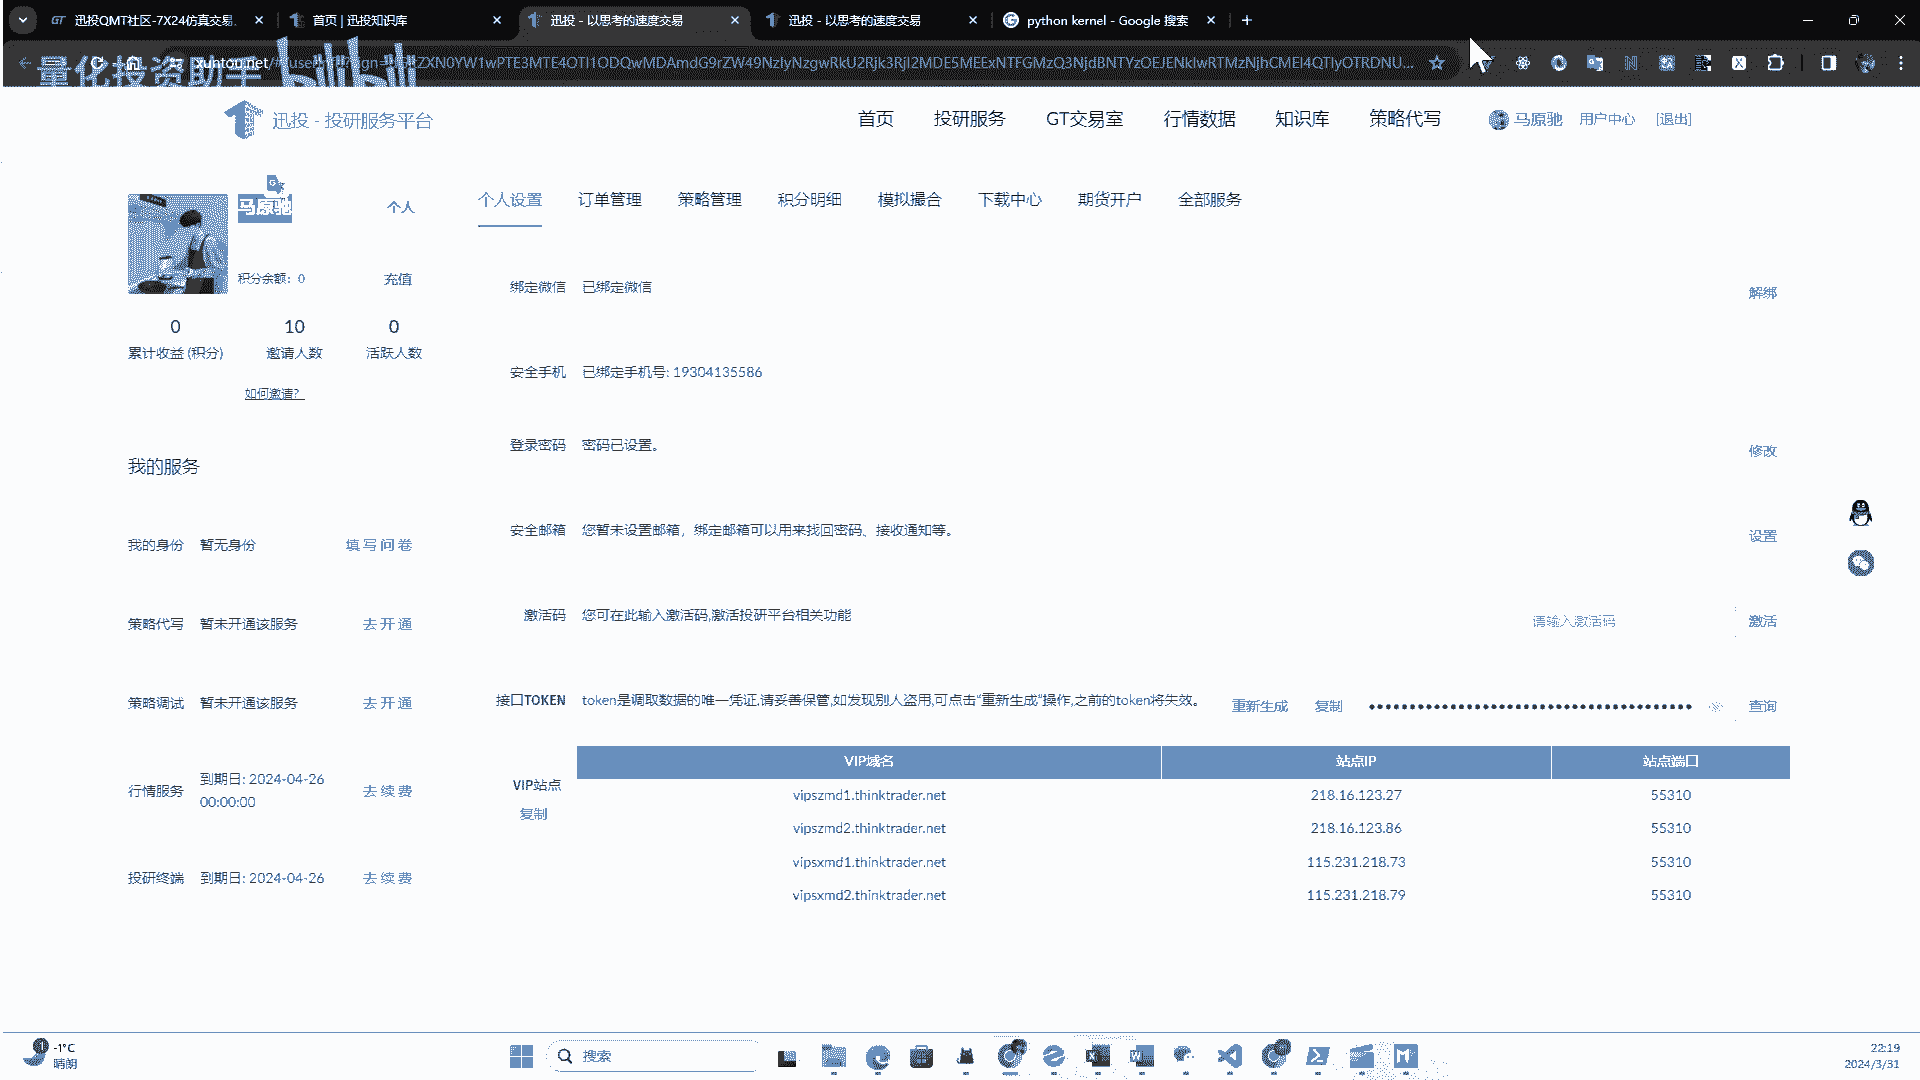 迅投QMT社区-7X24仿真交易
首页 | 迅投知识库
迅投 - 以思考的速度交易
迅投 - 以思考的速度交易
python kernel - Google 搜索
量化投资助手 bilibili
迅投 - 投研服务平台
首页 投研服务 GT交易室 行情数据 知识库 策略代写 马原驰 用户中心 [退出]
马原驰 个人
积分余额: 0 充值
0 10 0
累计收益 (积分) 邀请人数 活跃人数
如何邀请?
我的服务
我的身份 暂无身份 填写问卷
策略代写 暂未开通该服务 去开通
策略调试 暂未开通该服务 去开通
行情服务 到期日: 2024-04-26 00:00:00 去续费
投研终端 到期日: 2024-04-26 去续费
个人设置 订单管理 策略管理 积分明细 模拟撮合 下载中心 期货开户 全部服务
绑定微信 已绑定微信 解绑
安全手机 已绑定手机号: 19304135586
登录密码 密码已设置。 修改
安全邮箱 您暂未设置邮箱，绑定邮箱可以用来找回密码、接收通知等。 设置
激活码 您可在此输入激活码,激活投研平台相关功能 请输入激活码 激活
接口TOKEN token是调取数据的唯一凭证,请妥善保管,如发现别人盗用,可点击“重新生成”操作,之前的token将失效。 重新生成 复制 查询
VIP站点
复制
VIP域名 站点IP 站点端口
vipszmd1.thinktrader.net 218.16.123.27 55310
vipszmd2.thinktrader.net 218.16.123.86 55310
vipsxmd1.thinktrader.net 115.231.218.73 55310
vipsxmd2.thinktrader.net 115.231.218.79 55310
-1°C
晴朗
搜索
22:19
2024/3/31